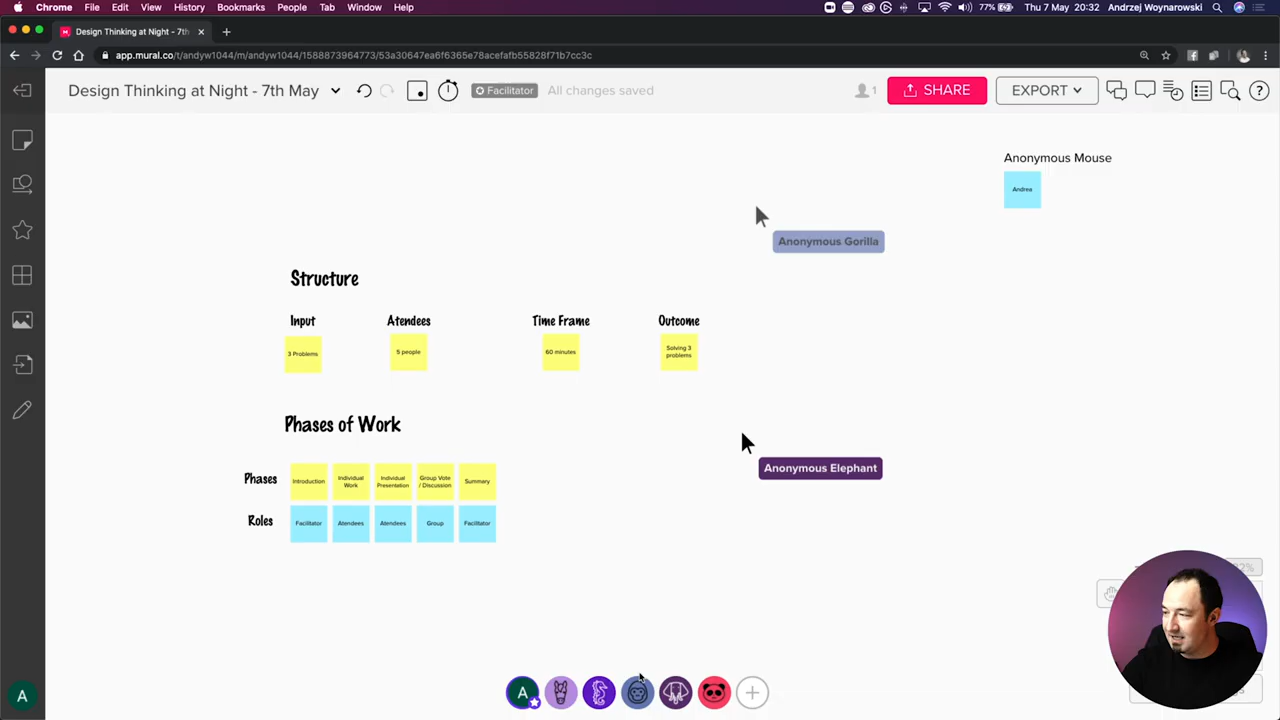 Chrome File Edit View History Bookmarks People Tab Window Help 77% Thu 7 May 20:32 Andrzej Woynarowski
Design Thinking at Night - 7th
app.mural.co/t/andyw1044/m/andyw1044/1588873964773/53a30647ea6f6365e78acefafb55828f71b7cc3c
Design Thinking at Night - 7th May Facilitator All changes saved 1 SHARE EXPORT
Anonymous Mouse
Andrea
Anonymous Gorilla
Structure
Input Atendees Time Frame Outcome
3 Problems 5 people 60 minutes Solving 3
problems
Phases of Work
Anonymous Elephant
Phases Introduction Individual
Work Individual
Presentation Group Vote
/ Discussion Summary
Roles Facilitator Atendees Atendees Group Facilitator
A A